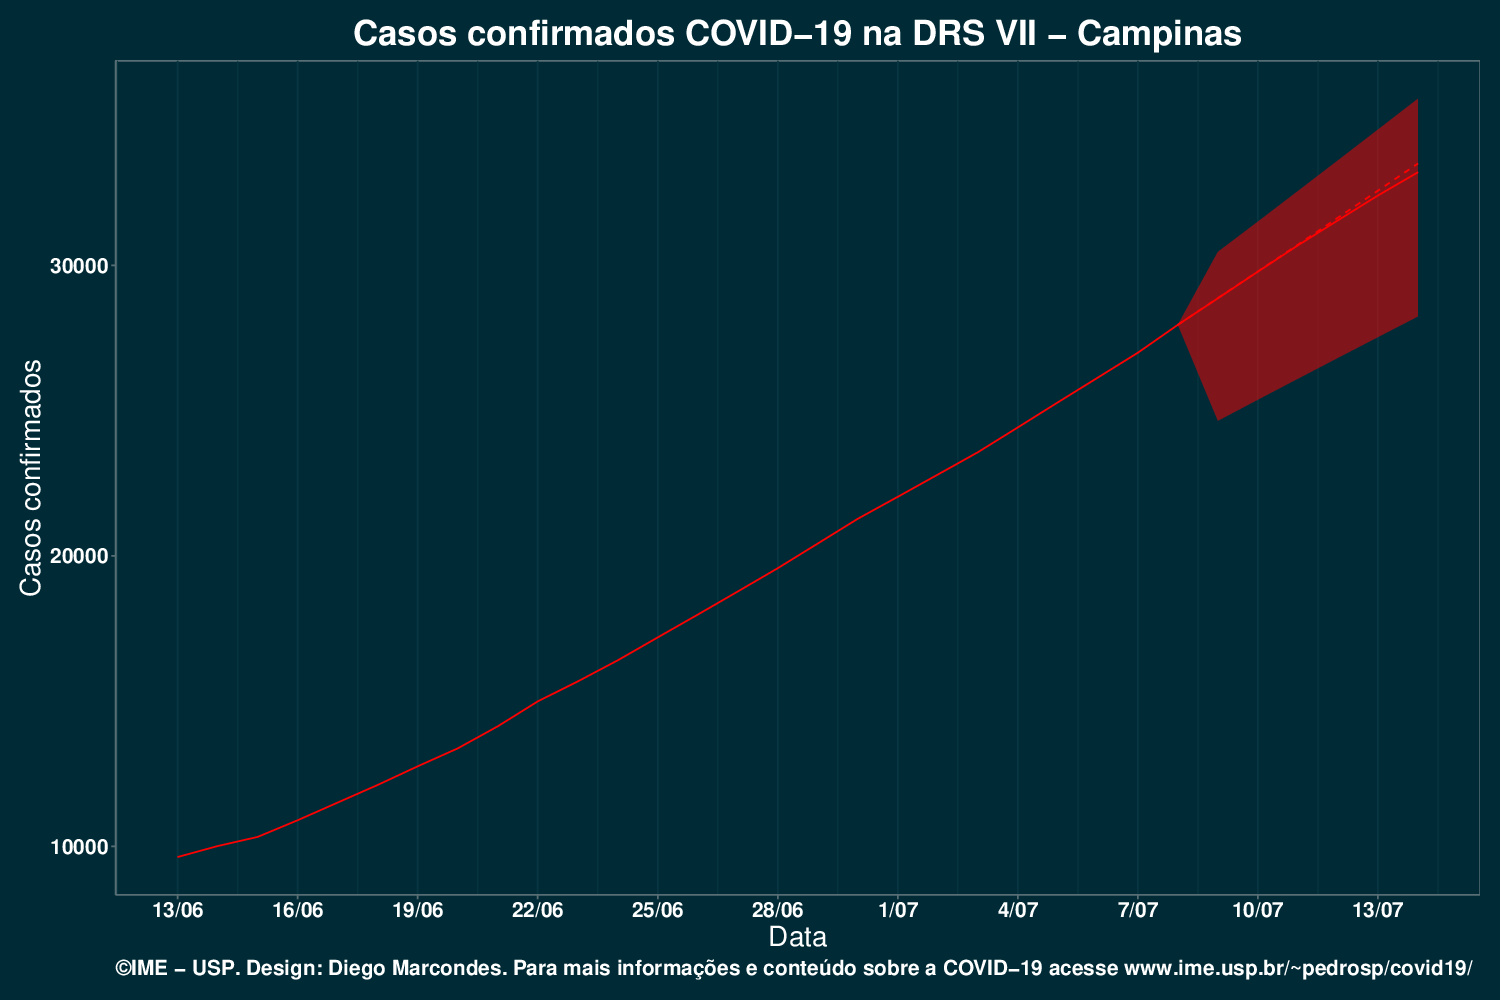 Casos confirmados COVID−19 na DRS VII − Campinas
Casos confirmados
30000
20000
10000
13/06 16/06 19/06 22/06 25/06 28/06 1/07 4/07 7/07 10/07 13/07
Data
©IME − USP. Design: Diego Marcondes. Para mais informações e conteúdo sobre a COVID−19 acesse www.ime.usp.br/~pedrosp/covid19/